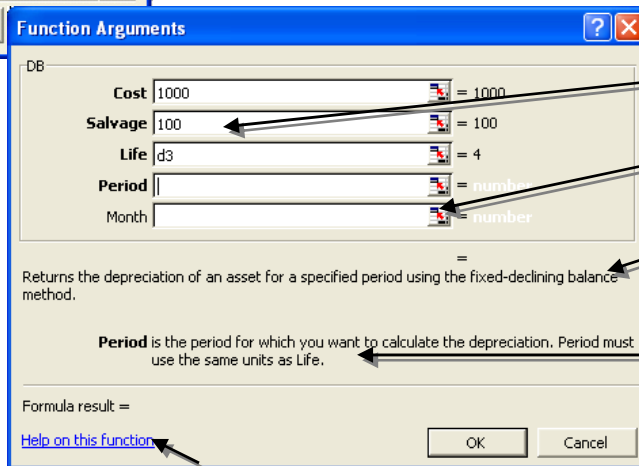 Function Arguments
DB
Cost 1000 = 1000
Salvage 100 = 100
Life d3 = 4
Period = number
Month = number
=
Returns the depreciation of an asset for a specified period using the fixed-declining balance
method.
Period is the period for which you want to calculate the depreciation. Period must
use the same units as Life.
Formula result =
Help on this function
OK Cancel